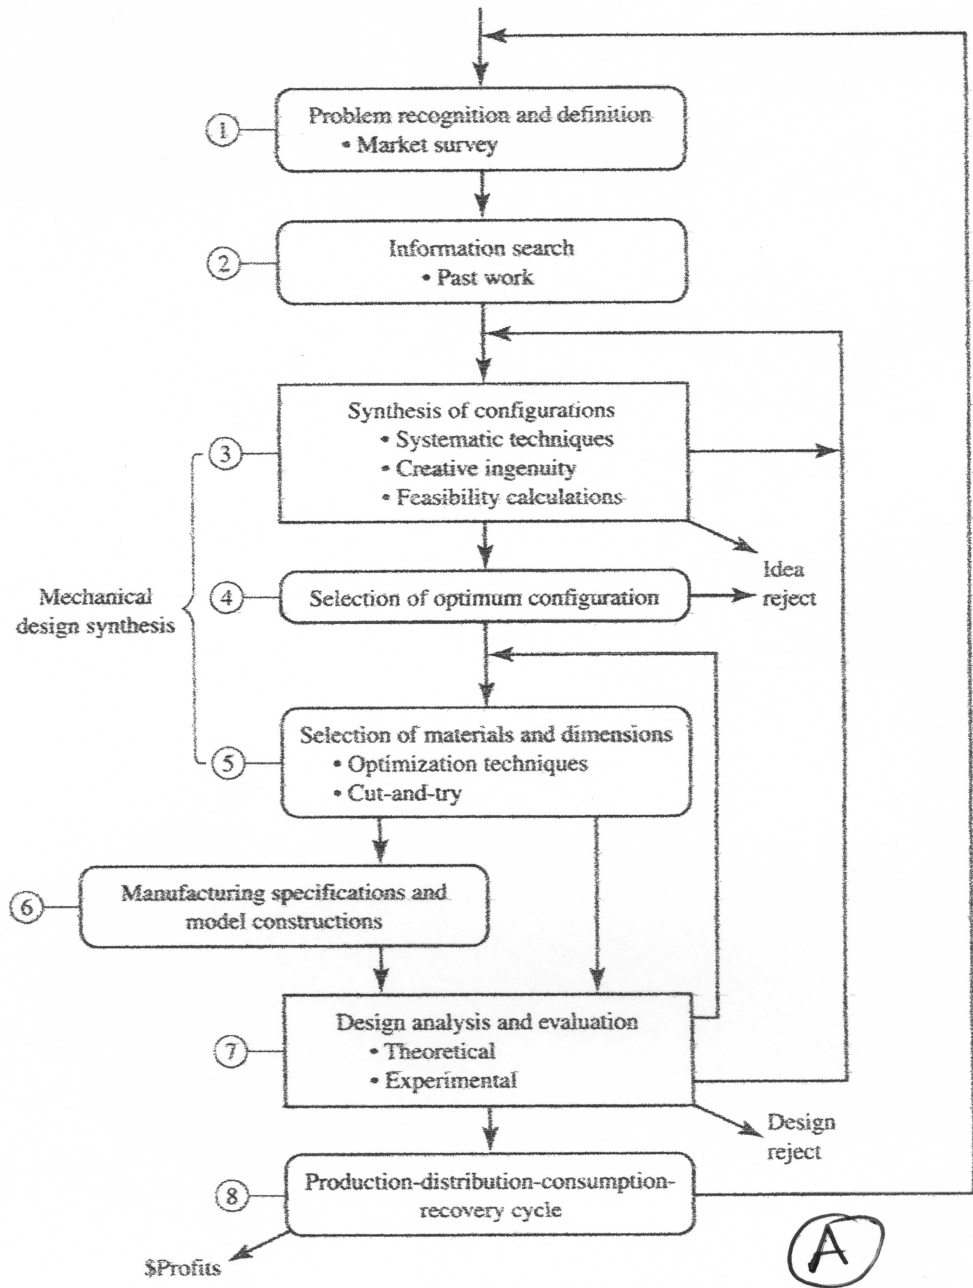 1
Problem recognition and definition
• Market survey
2
Information search
• Past work
Synthesis of configurations
• Systematic techniques
3
• Creative ingenuity
• Feasibility calculations
Idea
reject
4
Selection of optimum configuration
Mechanical
design synthesis
Selection of materials and dimensions
5
• Optimization techniques
• Cut-and-try
6
Manufacturing specifications and
model constructions
Design analysis and evaluation
7
• Theoretical
• Experimental
Design
reject
8
Production-distribution-consumption-
recovery cycle
$Profits
A